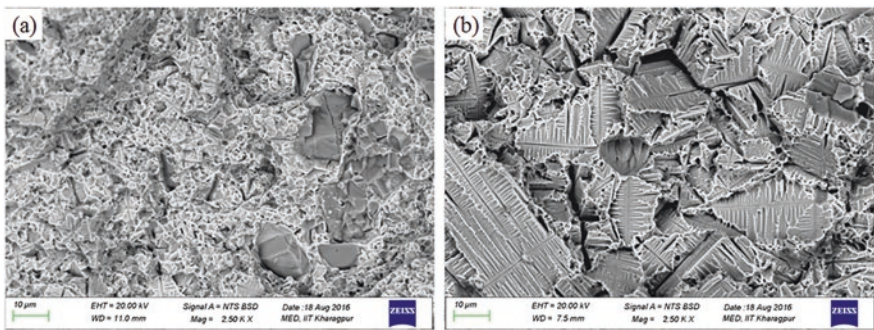 (a)
10 µm
EHT = 20.00 kV
WD = 11.0 mm
Signal A = NTS BSD
Mag = 2.50 K X
Date :18 Aug 2016
MED, IIT Kharagpur
ZEISS
(b)
10 µm
EHT = 20.00 kV
WD = 7.5 mm
Signal A = NTS BSD
Mag = 2.50 K X
Date :18 Aug 2016
MED, IIT Kharagpur
ZEISS